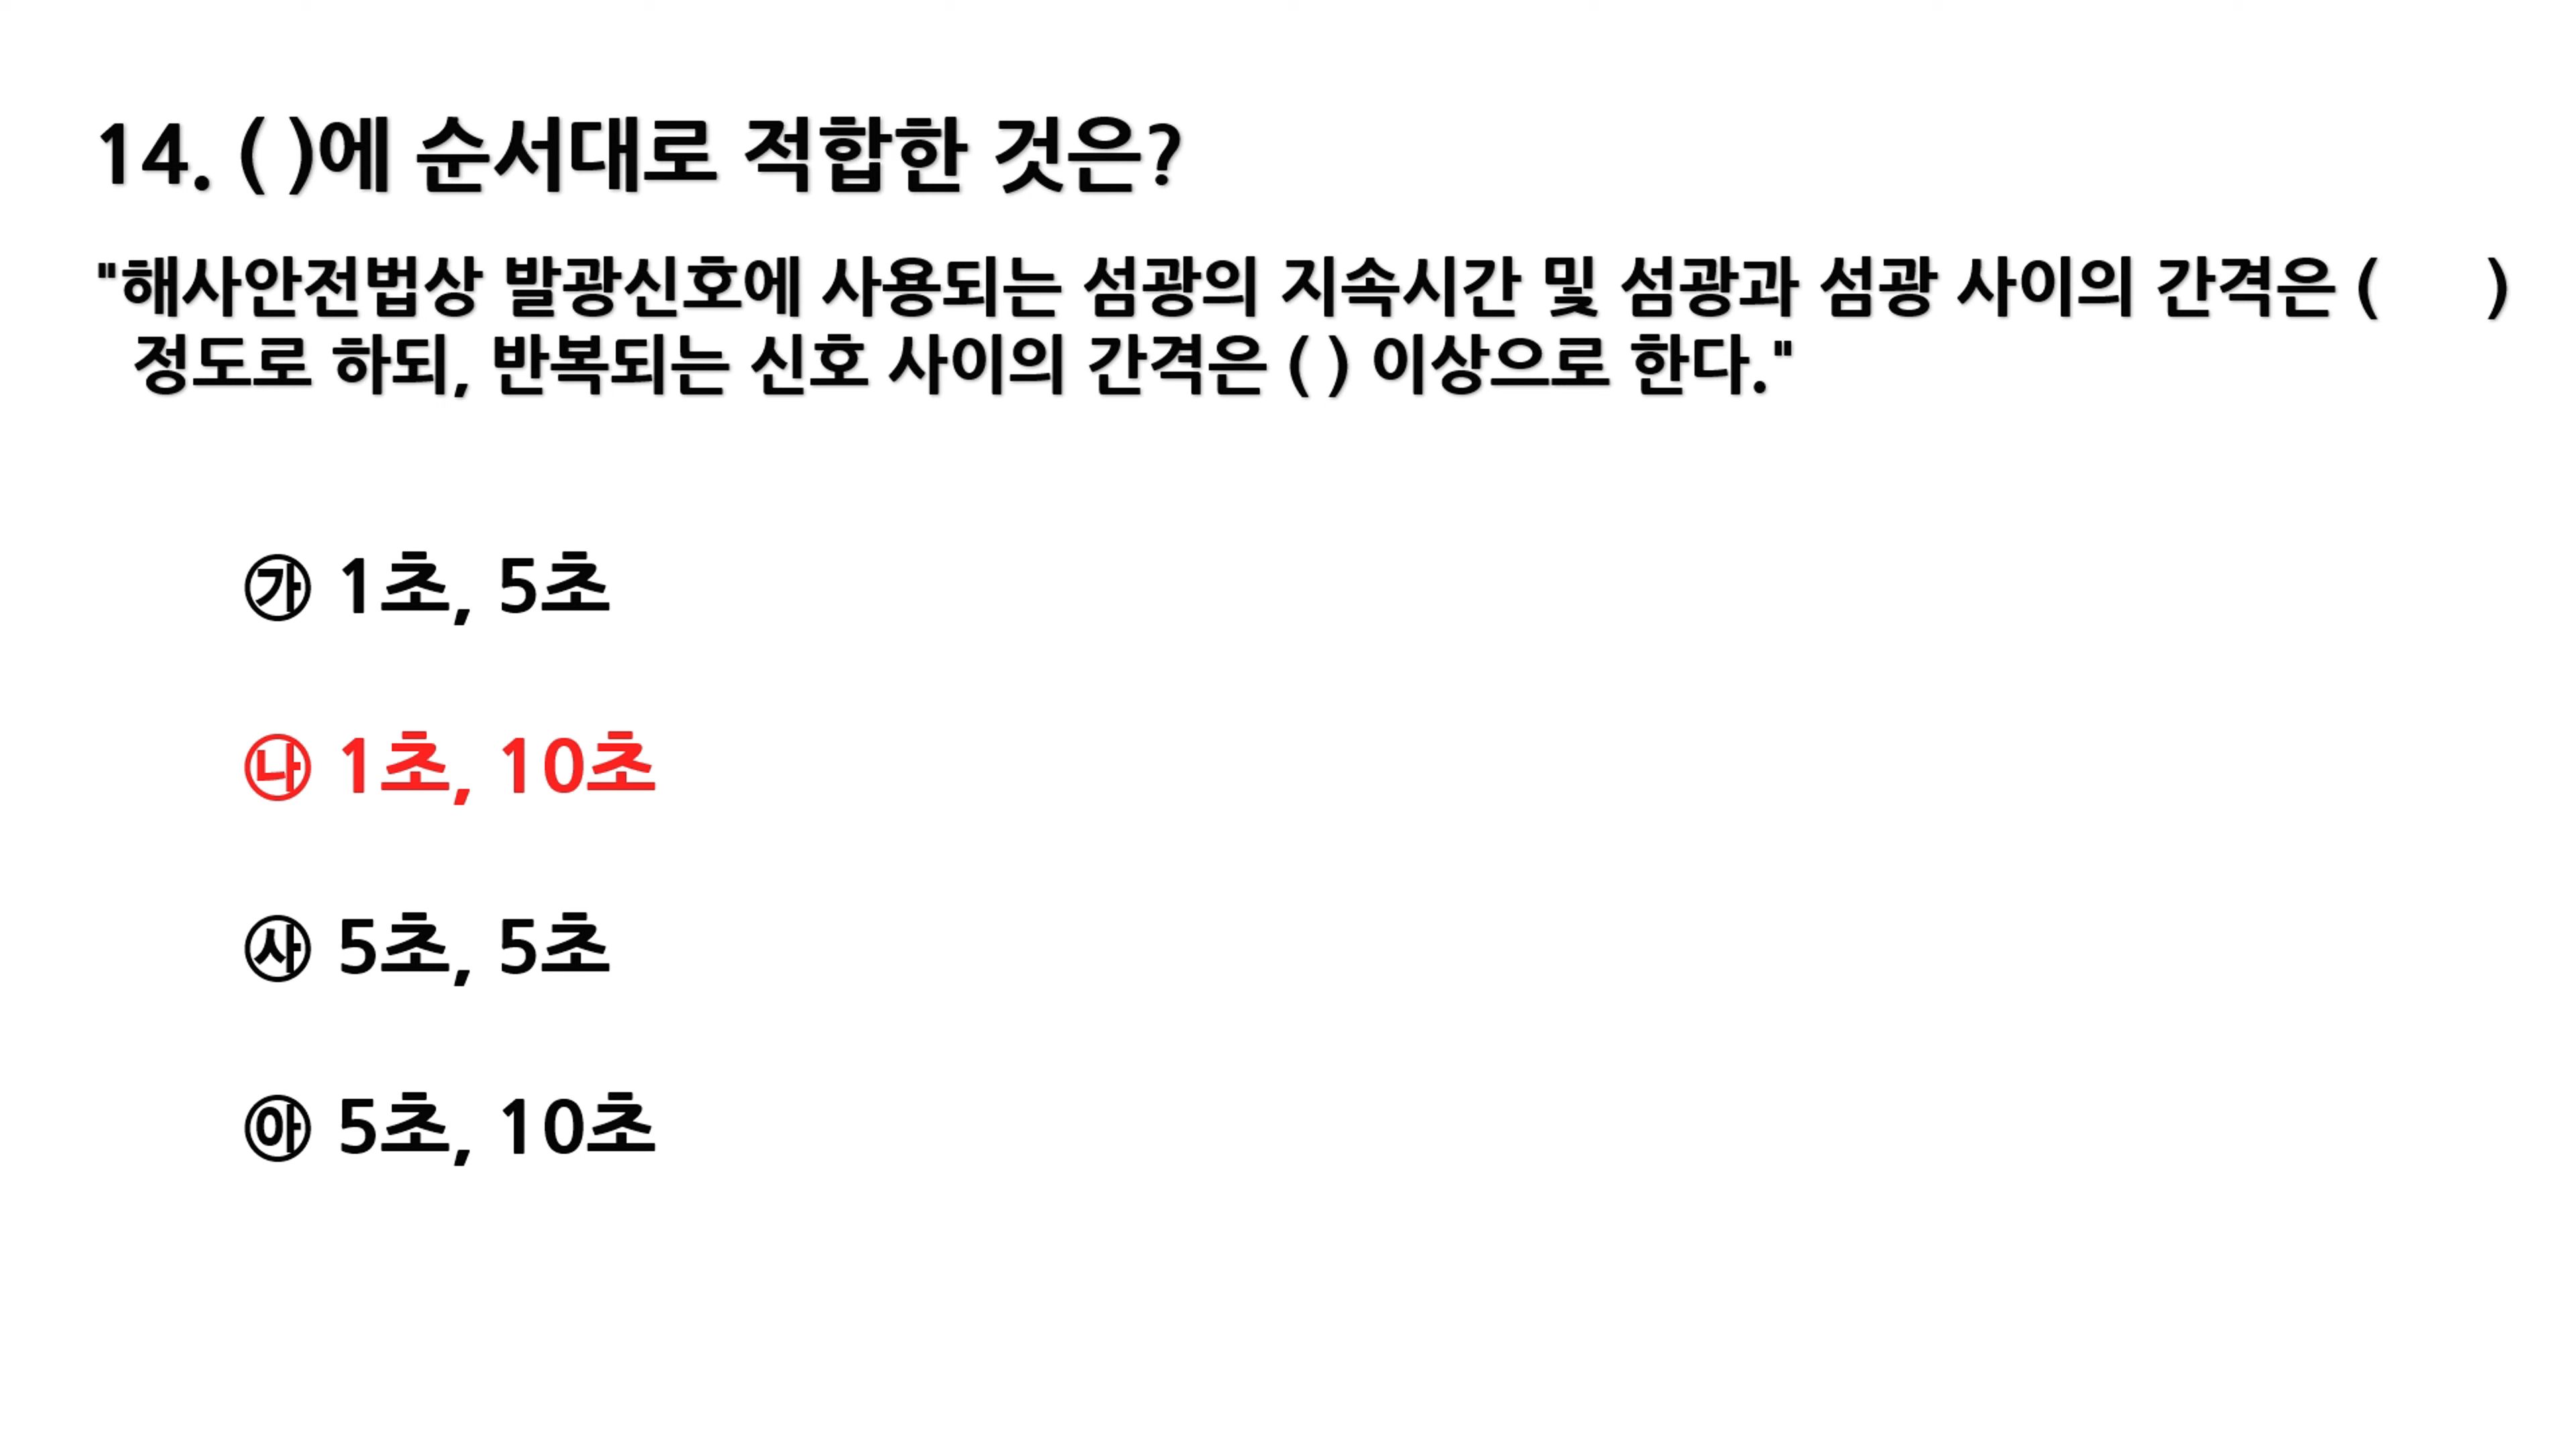 14. ( )에 순서대로 적합한 것은?
"해사안전법상 발광신호에 사용되는 섬광의 지속시간 및 섬광과 섬광 사이의 간격은 ( )
정도로 하되, 반복되는 신호 사이의 간격은 ( ) 이상으로 한다."
㉮ 1초, 5초
㉯ 1초, 10초
㉴ 5초, 5초
㉵ 5초, 10초